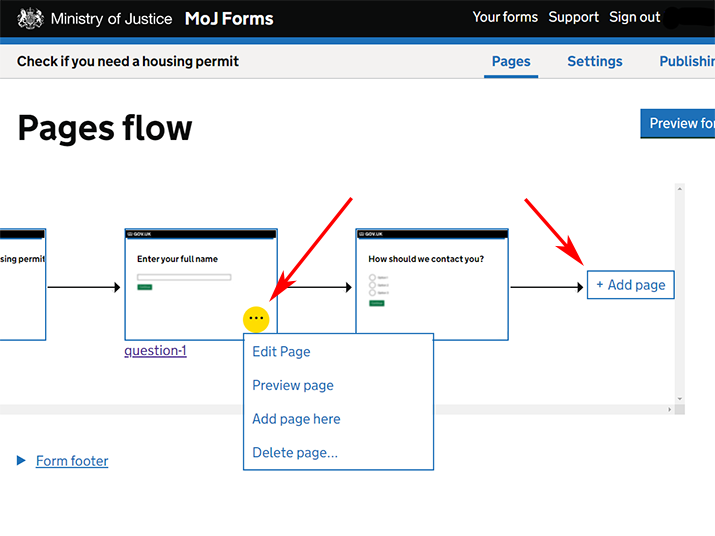 Ministry of Justice MoJ Forms Your forms Support Sign out
Check if you need a housing permit Pages Settings Publishin
Pages flow
Preview fo
GOV.UK
GOV.UK
sing permit
Enter your full name
How should we contact you?
+ Add page
...
question-1
Edit Page
Preview page
Add page here
Delete page...
Form footer